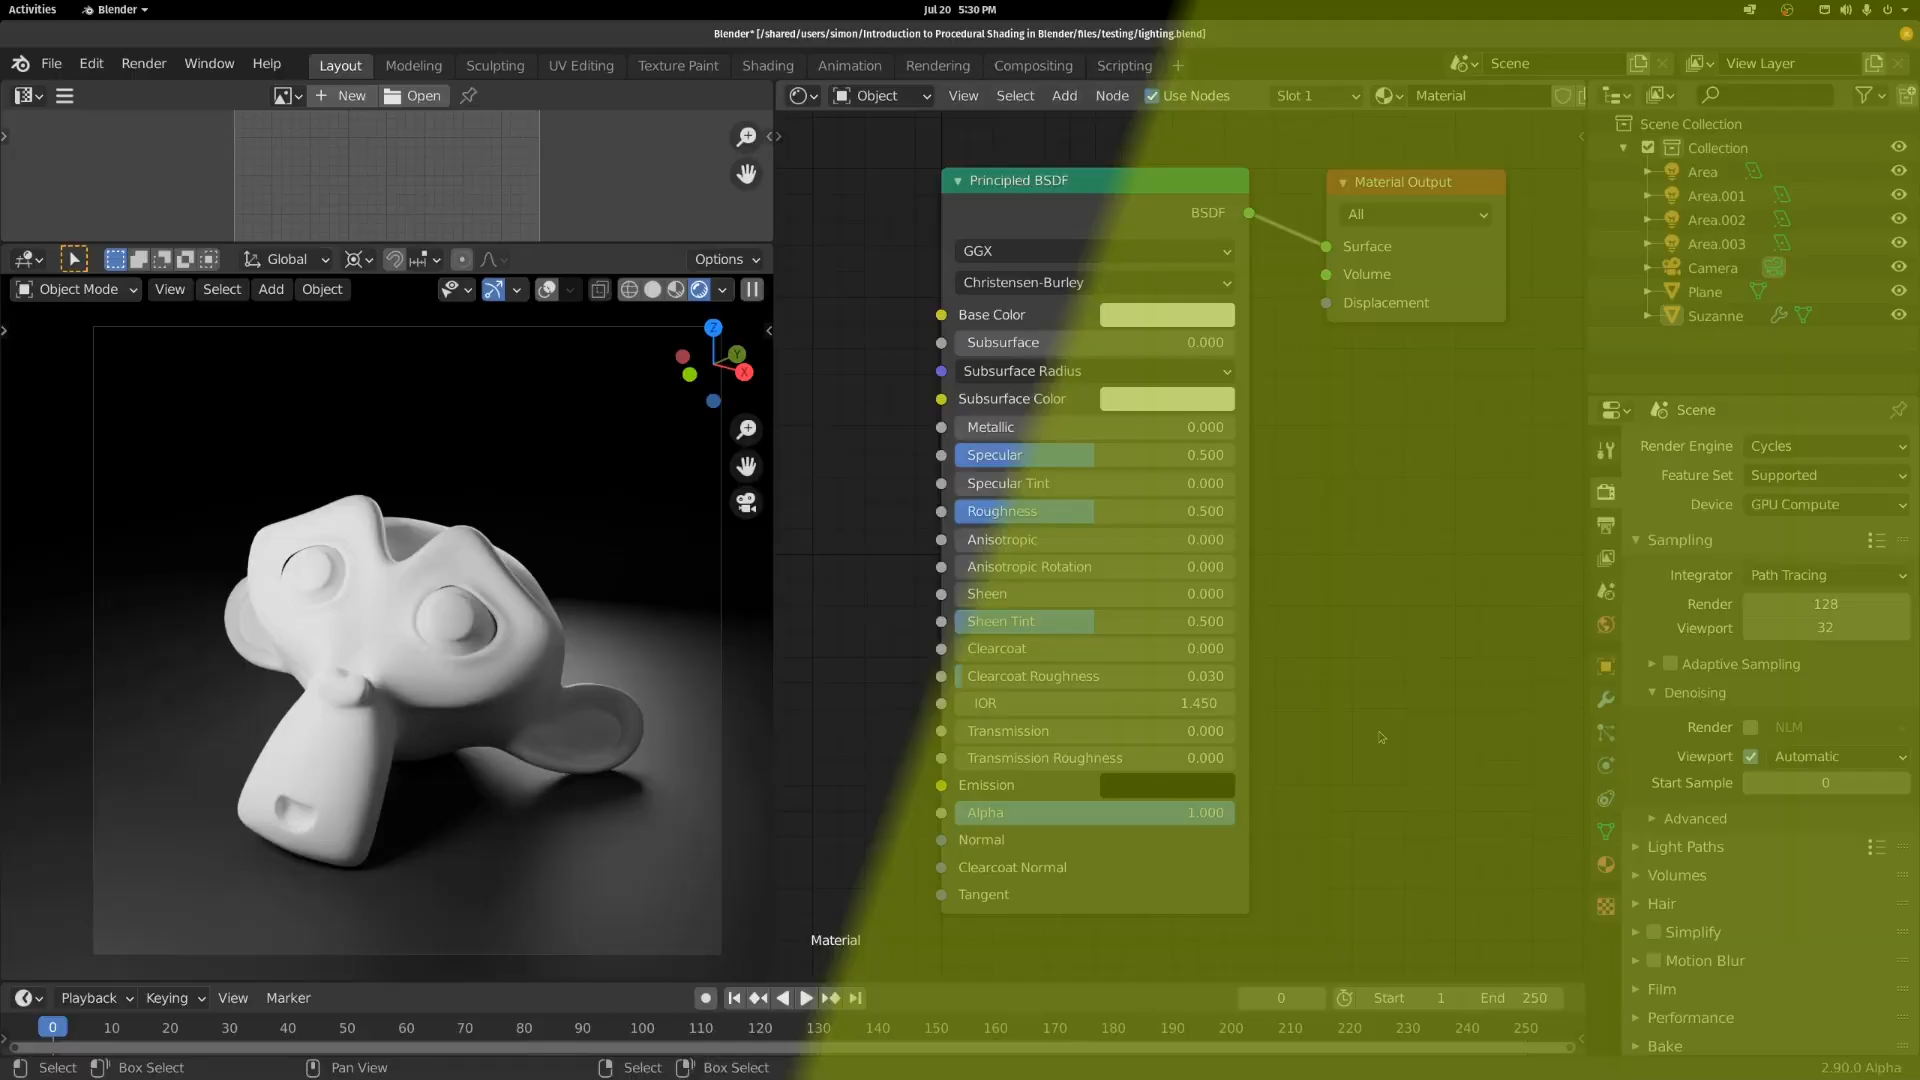 Activities Blender Jul 20 5:30 PM
Blender* [/shared/users/simon/Introduction to Procedural Shading in Blender/files/testing/lighting.blend]
File Edit Render Window Help Layout Modeling Sculpting UV Editing Texture Paint Shading Animation Rendering Compositing Scripting + Scene View Layer
New Open Object View Select Add Node Use Nodes Slot 1 Material
Scene Collection
Collection
Area
Area.001
Area.002
Area.003
Camera
Plane
Suzanne
Global Options
Object Mode View Select Add Object
Z
Y
X
Principled BSDF
BSDF
GGX
Christensen-Burley
Base Color
Subsurface 0.000
Subsurface Radius
Subsurface Color
Metallic 0.000
Specular 0.500
Specular Tint 0.000
Roughness 0.500
Anisotropic 0.000
Anisotropic Rotation 0.000
Sheen 0.000
Sheen Tint 0.500
Clearcoat 0.000
Clearcoat Roughness 0.030
IOR 1.450
Transmission 0.000
Transmission Roughness 0.000
Emission
Alpha 1.000
Normal
Clearcoat Normal
Tangent
Material Output
All
Surface
Volume
Displacement
Material
Scene
Render Engine Cycles
Feature Set Supported
Device GPU Compute
Sampling
Integrator Path Tracing
Render 128
Viewport 32
Adaptive Sampling
Denoising
Render NLM
Viewport Automatic
Start Sample 0
Advanced
Light Paths
Volumes
Hair
Simplify
Motion Blur
Film
Performance
Bake
Playback Keying View Marker 0 Start 1 End 250
0 10 20 30 40 50 60 70 80 90 100 110 120 130 140 150 160 170 180 190 200 210 220 230 240 250
Select Box Select Pan View Select Box Select 2.90.0 Alpha